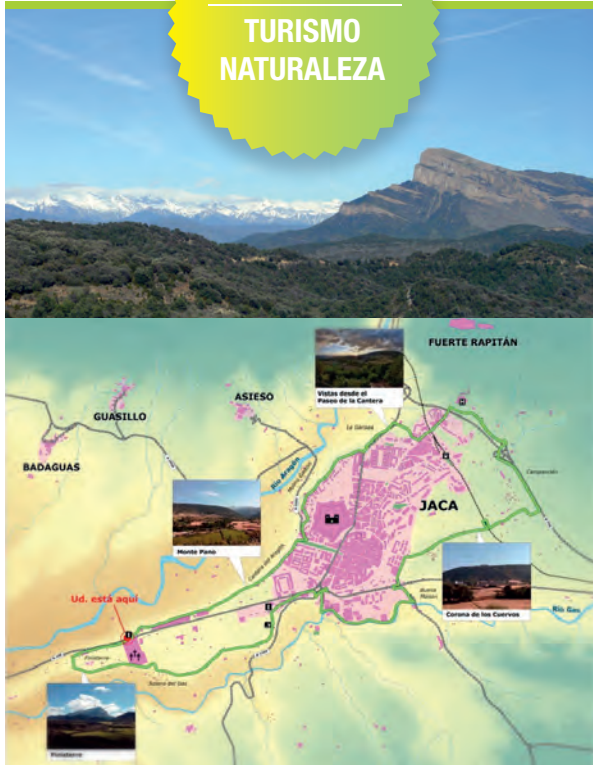 TURISMO
NATURALEZA
FUERTE RAPITÁN
Vistas desde el
Paseo de la Cantera
ASIESO
GUASILLO
BADAGUAS
Río Aragón
JACA
Monte Pano
Ud. está aquí
Corona de los Cuervos
Río Gas